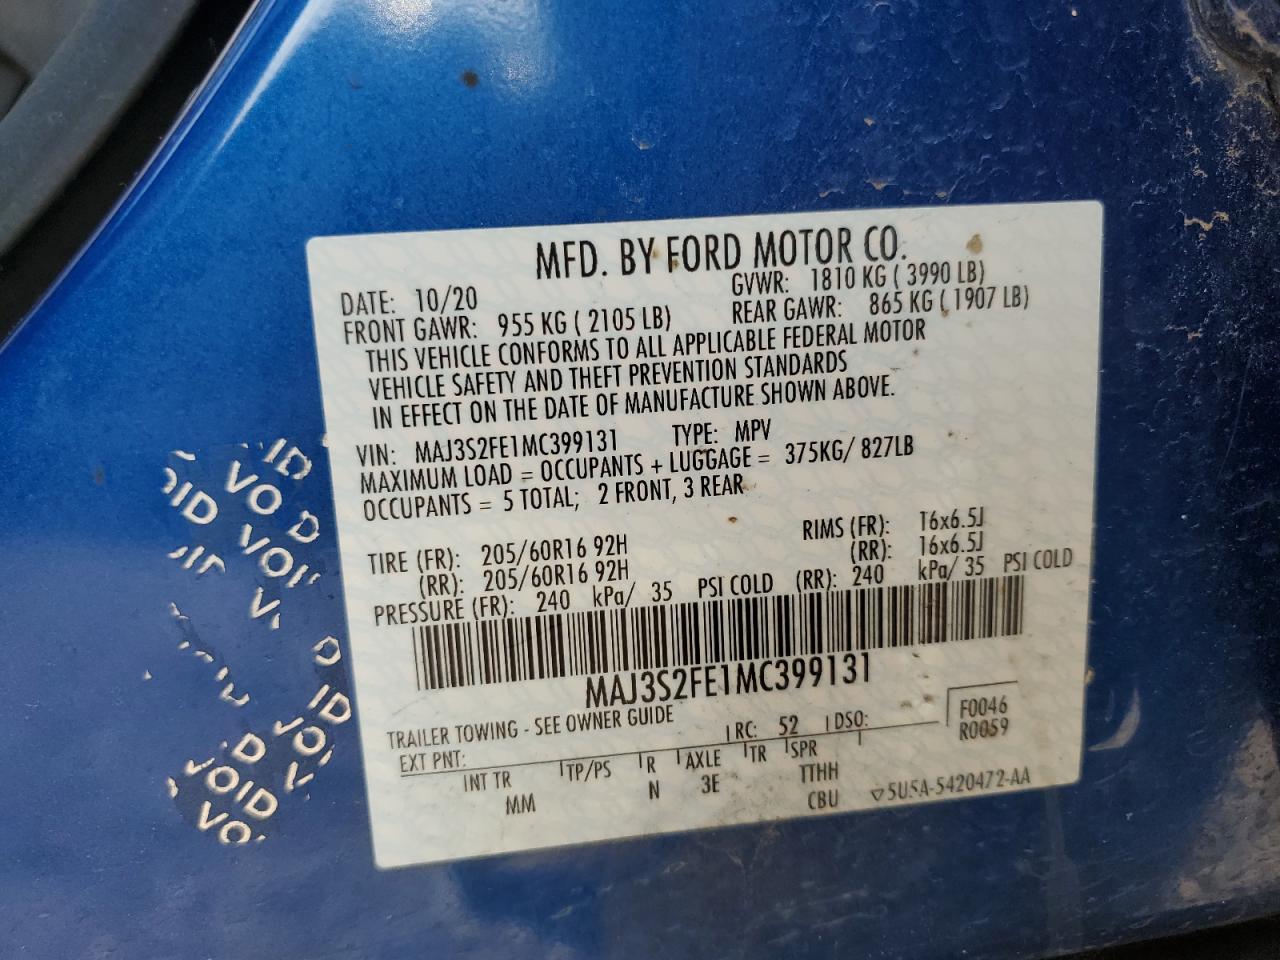 MFD. BY FORD MOTOR CO.
DATE: 10/20 GVWR: 1810 KG ( 3990 LB)
FRONT GAWR: 955 KG ( 2105 LB) REAR GAWR: 865 KG ( 1907 LB)
THIS VEHICLE CONFORMS TO ALL APPLICABLE FEDERAL MOTOR
VEHICLE SAFETY AND THEFT PREVENTION STANDARDS
IN EFFECT ON THE DATE OF MANUFACTURE SHOWN ABOVE.
VIN: MAJ3S2FE1MC399131 TYPE: MPV
MAXIMUM LOAD = OCCUPANTS + LUGGAGE = 375KG/ 827LB
OCCUPANTS = 5 TOTAL; 2 FRONT, 3 REAR
TIRE (FR): 205/60R16 92H RIMS (FR): T6x6.5J
(RR): 205/60R16 92H (RR): 16x6.5J
PRESSURE (FR): 240 kPa/ 35 PSI COLD (RR): 240 kPa/ 35 PSI COLD
MAJ3S2FE1MC399131
TRAILER TOWING - SEE OWNER GUIDE
EXT PNT: RC: 52 DSO: F0046
R0059
INT TR TP/PS R AXLE TR SPR
MM N 3E TTHH
CBU 5U5A-5420472-AA
VOID
VOID